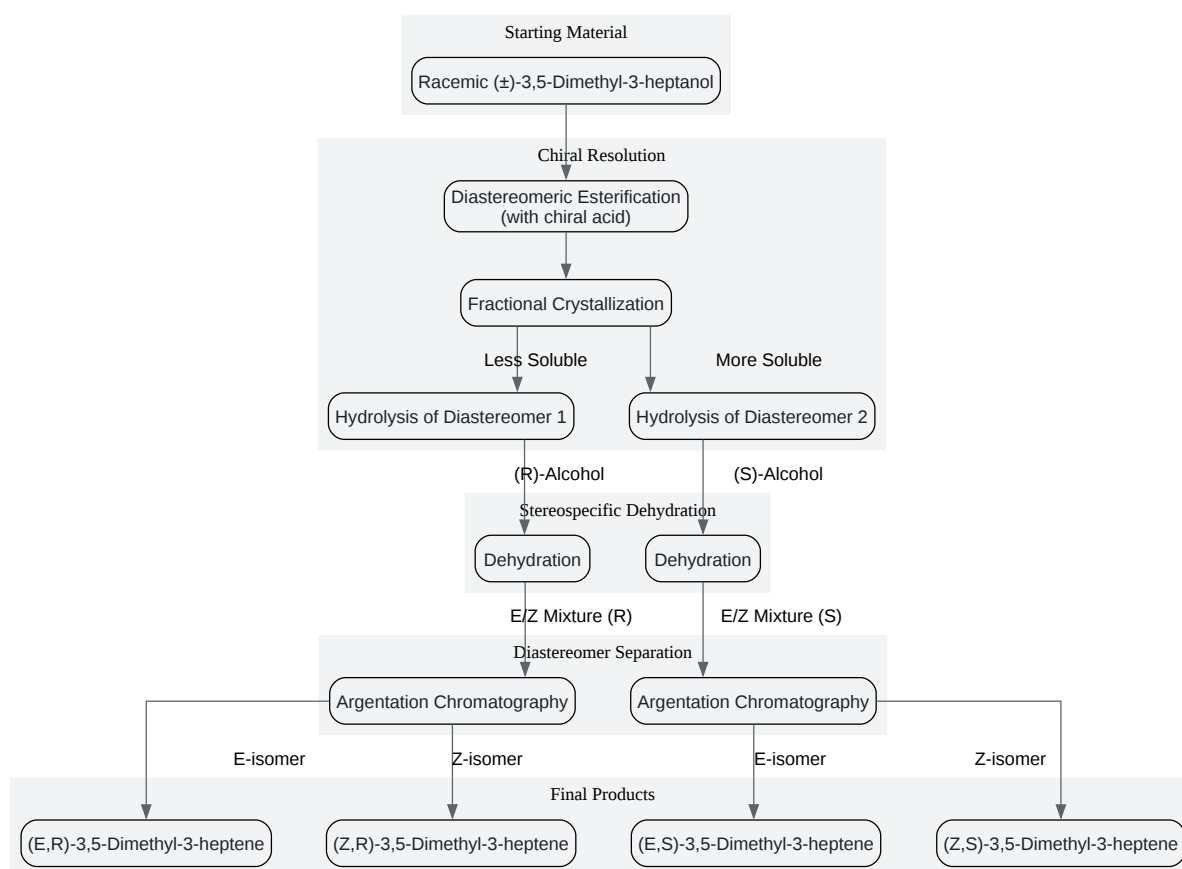 Starting Material
Racemic (±)-3,5-Dimethyl-3-heptanol
Chiral Resolution
Diastereomeric Esterification
(with chiral acid)
Fractional Crystallization
Less Soluble
More Soluble
Hydrolysis of Diastereomer 1
Hydrolysis of Diastereomer 2
(R)-Alcohol
(S)-Alcohol
Stereospecific Dehydration
Dehydration
Dehydration
E/Z Mixture (R)
E/Z Mixture (S)
Diastereomer Separation
Argentation Chromatography
Argentation Chromatography
E-isomer
Z-isomer
E-isomer
Z-isomer
Final Products
(E,R)-3,5-Dimethyl-3-heptene
(Z,R)-3,5-Dimethyl-3-heptene
(E,S)-3,5-Dimethyl-3-heptene
(Z,S)-3,5-Dimethyl-3-heptene